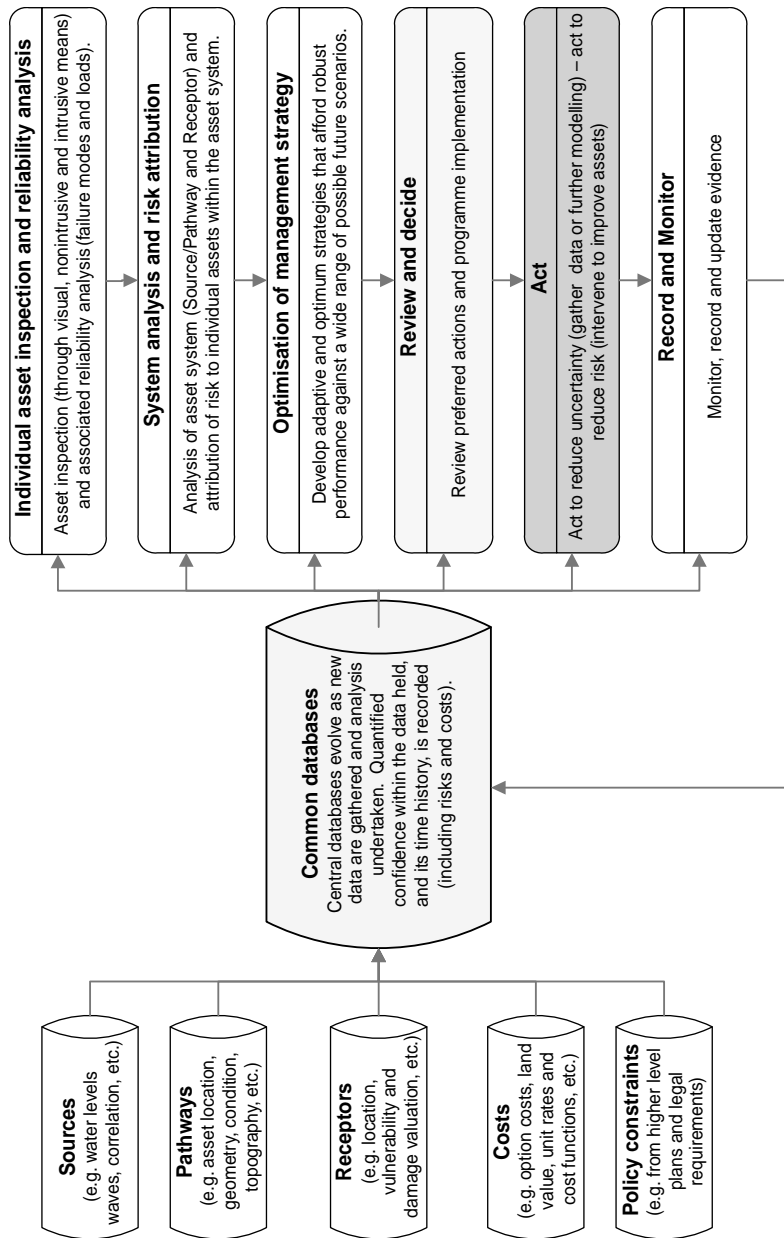 Sources
(e.g. water levels
waves, correlation, etc.)
Pathways
(e.g. asset location,
geometry, condition,
topography, etc.)
Receptors
(e.g. location,
vulnerability and
damage valuation, etc.)
Costs
(e.g. option costs, land
value, unit rates and
cost functions, etc.)
Policy constraints
(e.g. from higher level
plans and legal
requirements)
Common databases
Central databases evolve as new
data are gathered and analysis
undertaken. Quantified
confidence within the data held,
and its time history, is recorded
(including risks and costs).
Individual asset inspection and reliability analysis
Asset inspection (through visual, nonintrusive and intrusive means)
and associated reliability analysis (failure modes and loads).
System analysis and risk attribution
Analysis of asset system (Source/Pathway and Receptor) and
attribution of risk to individual assets within the asset system.
Optimisation of management strategy
Develop adaptive and optimum strategies that afford robust
performance against a wide range of possible future scenarios.
Review and decide
Review preferred actions and programme implementation
Act
Act to reduce uncertainty (gather data or further modelling) – act to
reduce risk (intervene to improve assets)
Record and Monitor
Monitor, record and update evidence